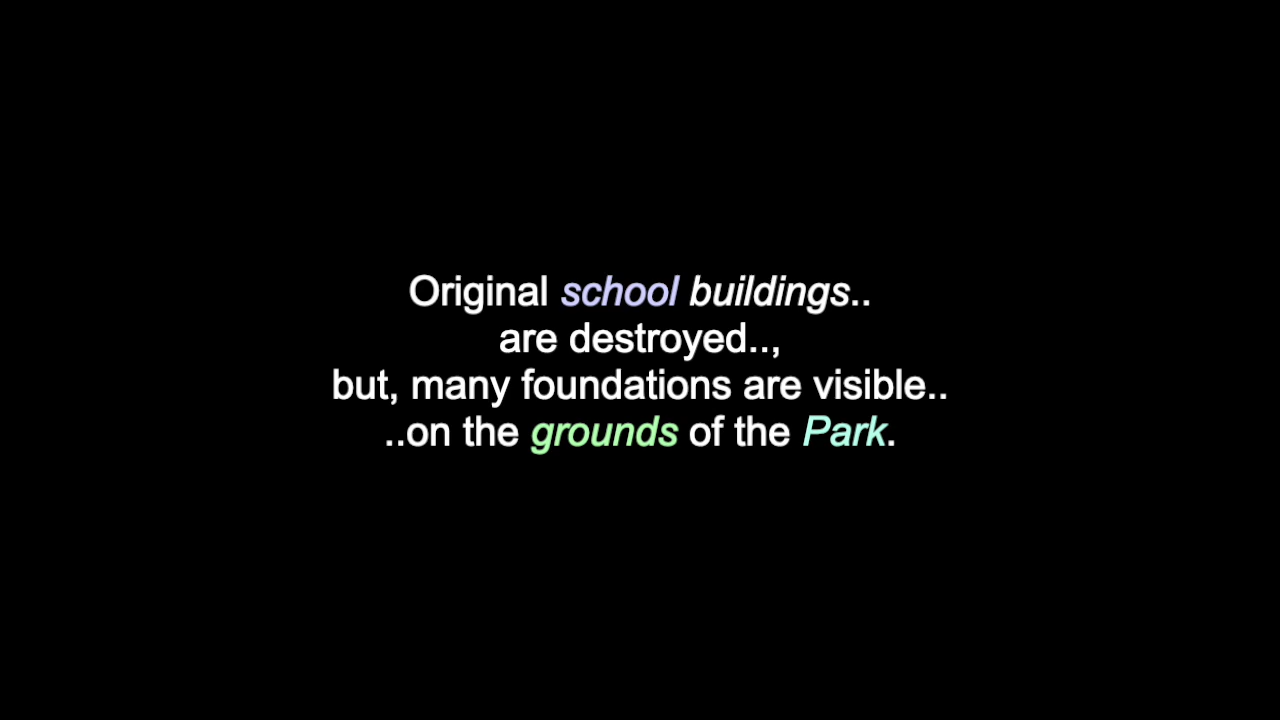 Original school buildings..
are destroyed..,
but, many foundations are visible..
..on the grounds of the Park.